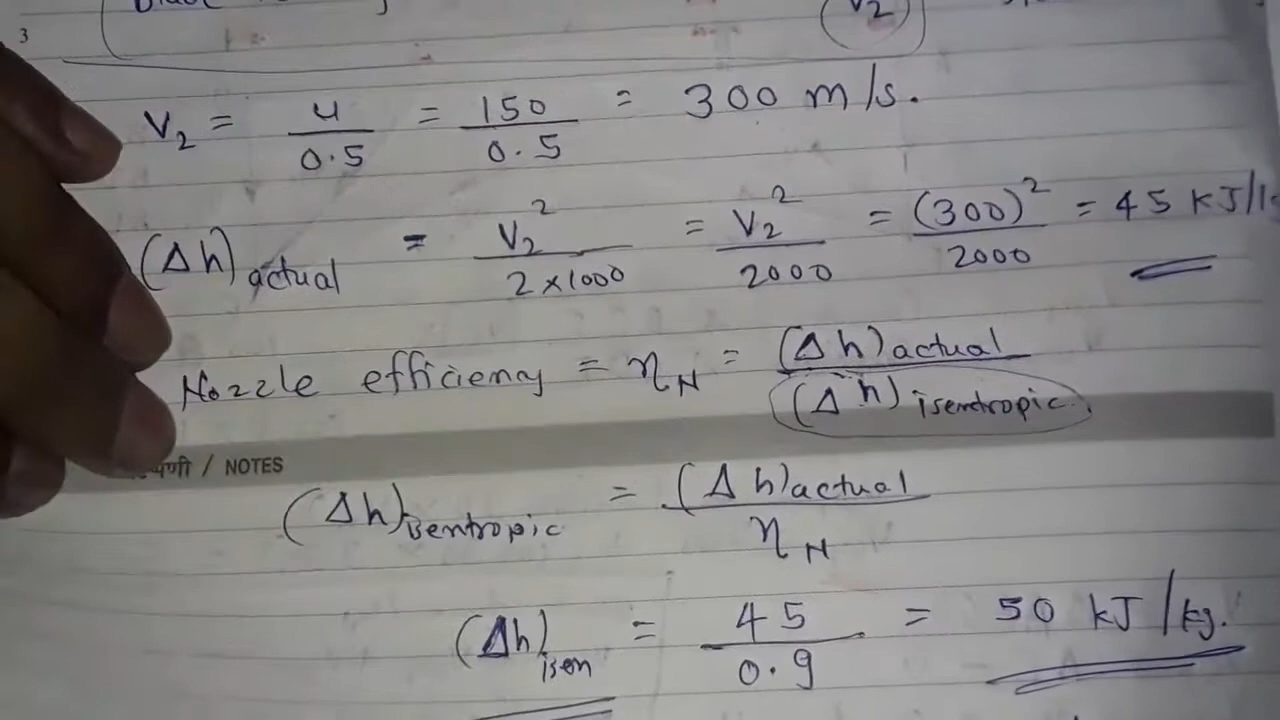 3
V₂
V₂ = u/0.5 = 150/0.5 = 300 m/s.
(Δh)actual = V₂²/2×1000 = V₂²/2000 = (300)²/2000 = 45 kJ/
Nozzle efficiency = ηN = (Δh)actual/(Δh)isentropic
/ NOTES
(Δh)isentropic = (Δh)actual/ηN
(Δh)isen = 45/0.9 = 50 kJ/kg.